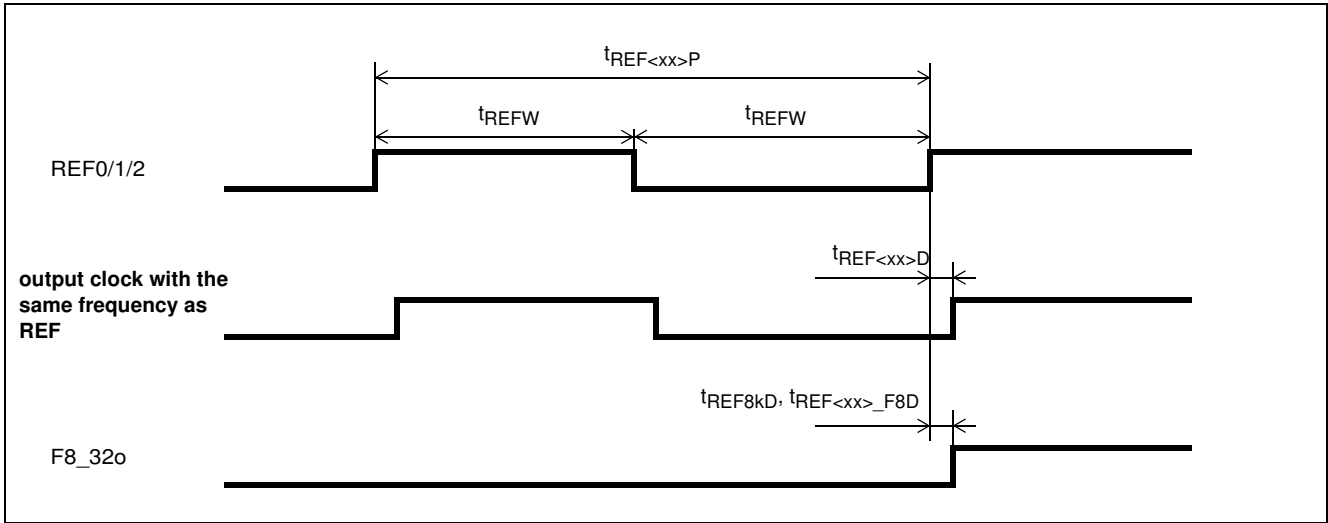 tREF<xx>P
tREFW tREFW
REF0/1/2
tREF<xx>D
output clock with the
same frequency as
REF
tREF8kD, tREF<xx>_F8D
F8_32o